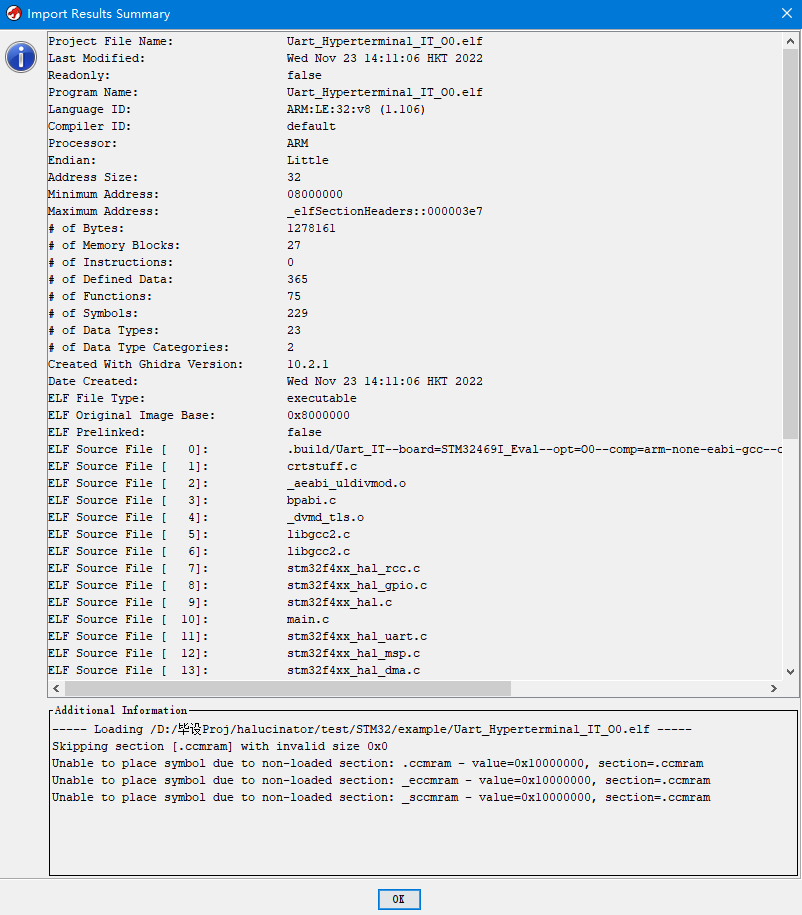 Import Results Summary
Project File Name: Uart_Hyperterminal_IT_O0.elf
Last Modified: Wed Nov 23 14:11:06 HKT 2022
Readonly: false
Program Name: Uart_Hyperterminal_IT_O0.elf
Language ID: ARM:LE:32:v8 (1.106)
Compiler ID: default
Processor: ARM
Endian: Little
Address Size: 32
Minimum Address: 08000000
Maximum Address: _elfSectionHeaders::000003e7
# of Bytes: 1278161
# of Memory Blocks: 27
# of Instructions: 0
# of Defined Data: 365
# of Functions: 75
# of Symbols: 229
# of Data Types: 23
# of Data Type Categories: 2
Created With Ghidra Version: 10.2.1
Date Created: Wed Nov 23 14:11:06 HKT 2022
ELF File Type: executable
ELF Original Image Base: 0x8000000
ELF Prelinked: false
ELF Source File [ 0]: .build/Uart_IT--board=STM32469I_Eval--opt=O0--comp=arm-none-eabi-gcc--c
ELF Source File [ 1]: crtstuff.c
ELF Source File [ 2]: _aeabi_uldivmod.o
ELF Source File [ 3]: bpabi.c
ELF Source File [ 4]: _dvmd_tls.o
ELF Source File [ 5]: libgcc2.c
ELF Source File [ 6]: libgcc2.c
ELF Source File [ 7]: stm32f4xx_hal_rcc.c
ELF Source File [ 8]: stm32f4xx_hal_gpio.c
ELF Source File [ 9]: stm32f4xx_hal.c
ELF Source File [ 10]: main.c
ELF Source File [ 11]: stm32f4xx_hal_uart.c
ELF Source File [ 12]: stm32f4xx_hal_msp.c
ELF Source File [ 13]: stm32f4xx_hal_dma.c
Additional Information
----- Loading /D:/毕设Proj/halucinator/test/STM32/example/Uart_Hyperterminal_IT_O0.elf -----
Skipping section [.ccmram] with invalid size 0x0
Unable to place symbol due to non-loaded section: .ccmram - value=0x10000000, section=.ccmram
Unable to place symbol due to non-loaded section: _eccmram - value=0x10000000, section=.ccmram
Unable to place symbol due to non-loaded section: _sccmram - value=0x10000000, section=.ccmram
OK